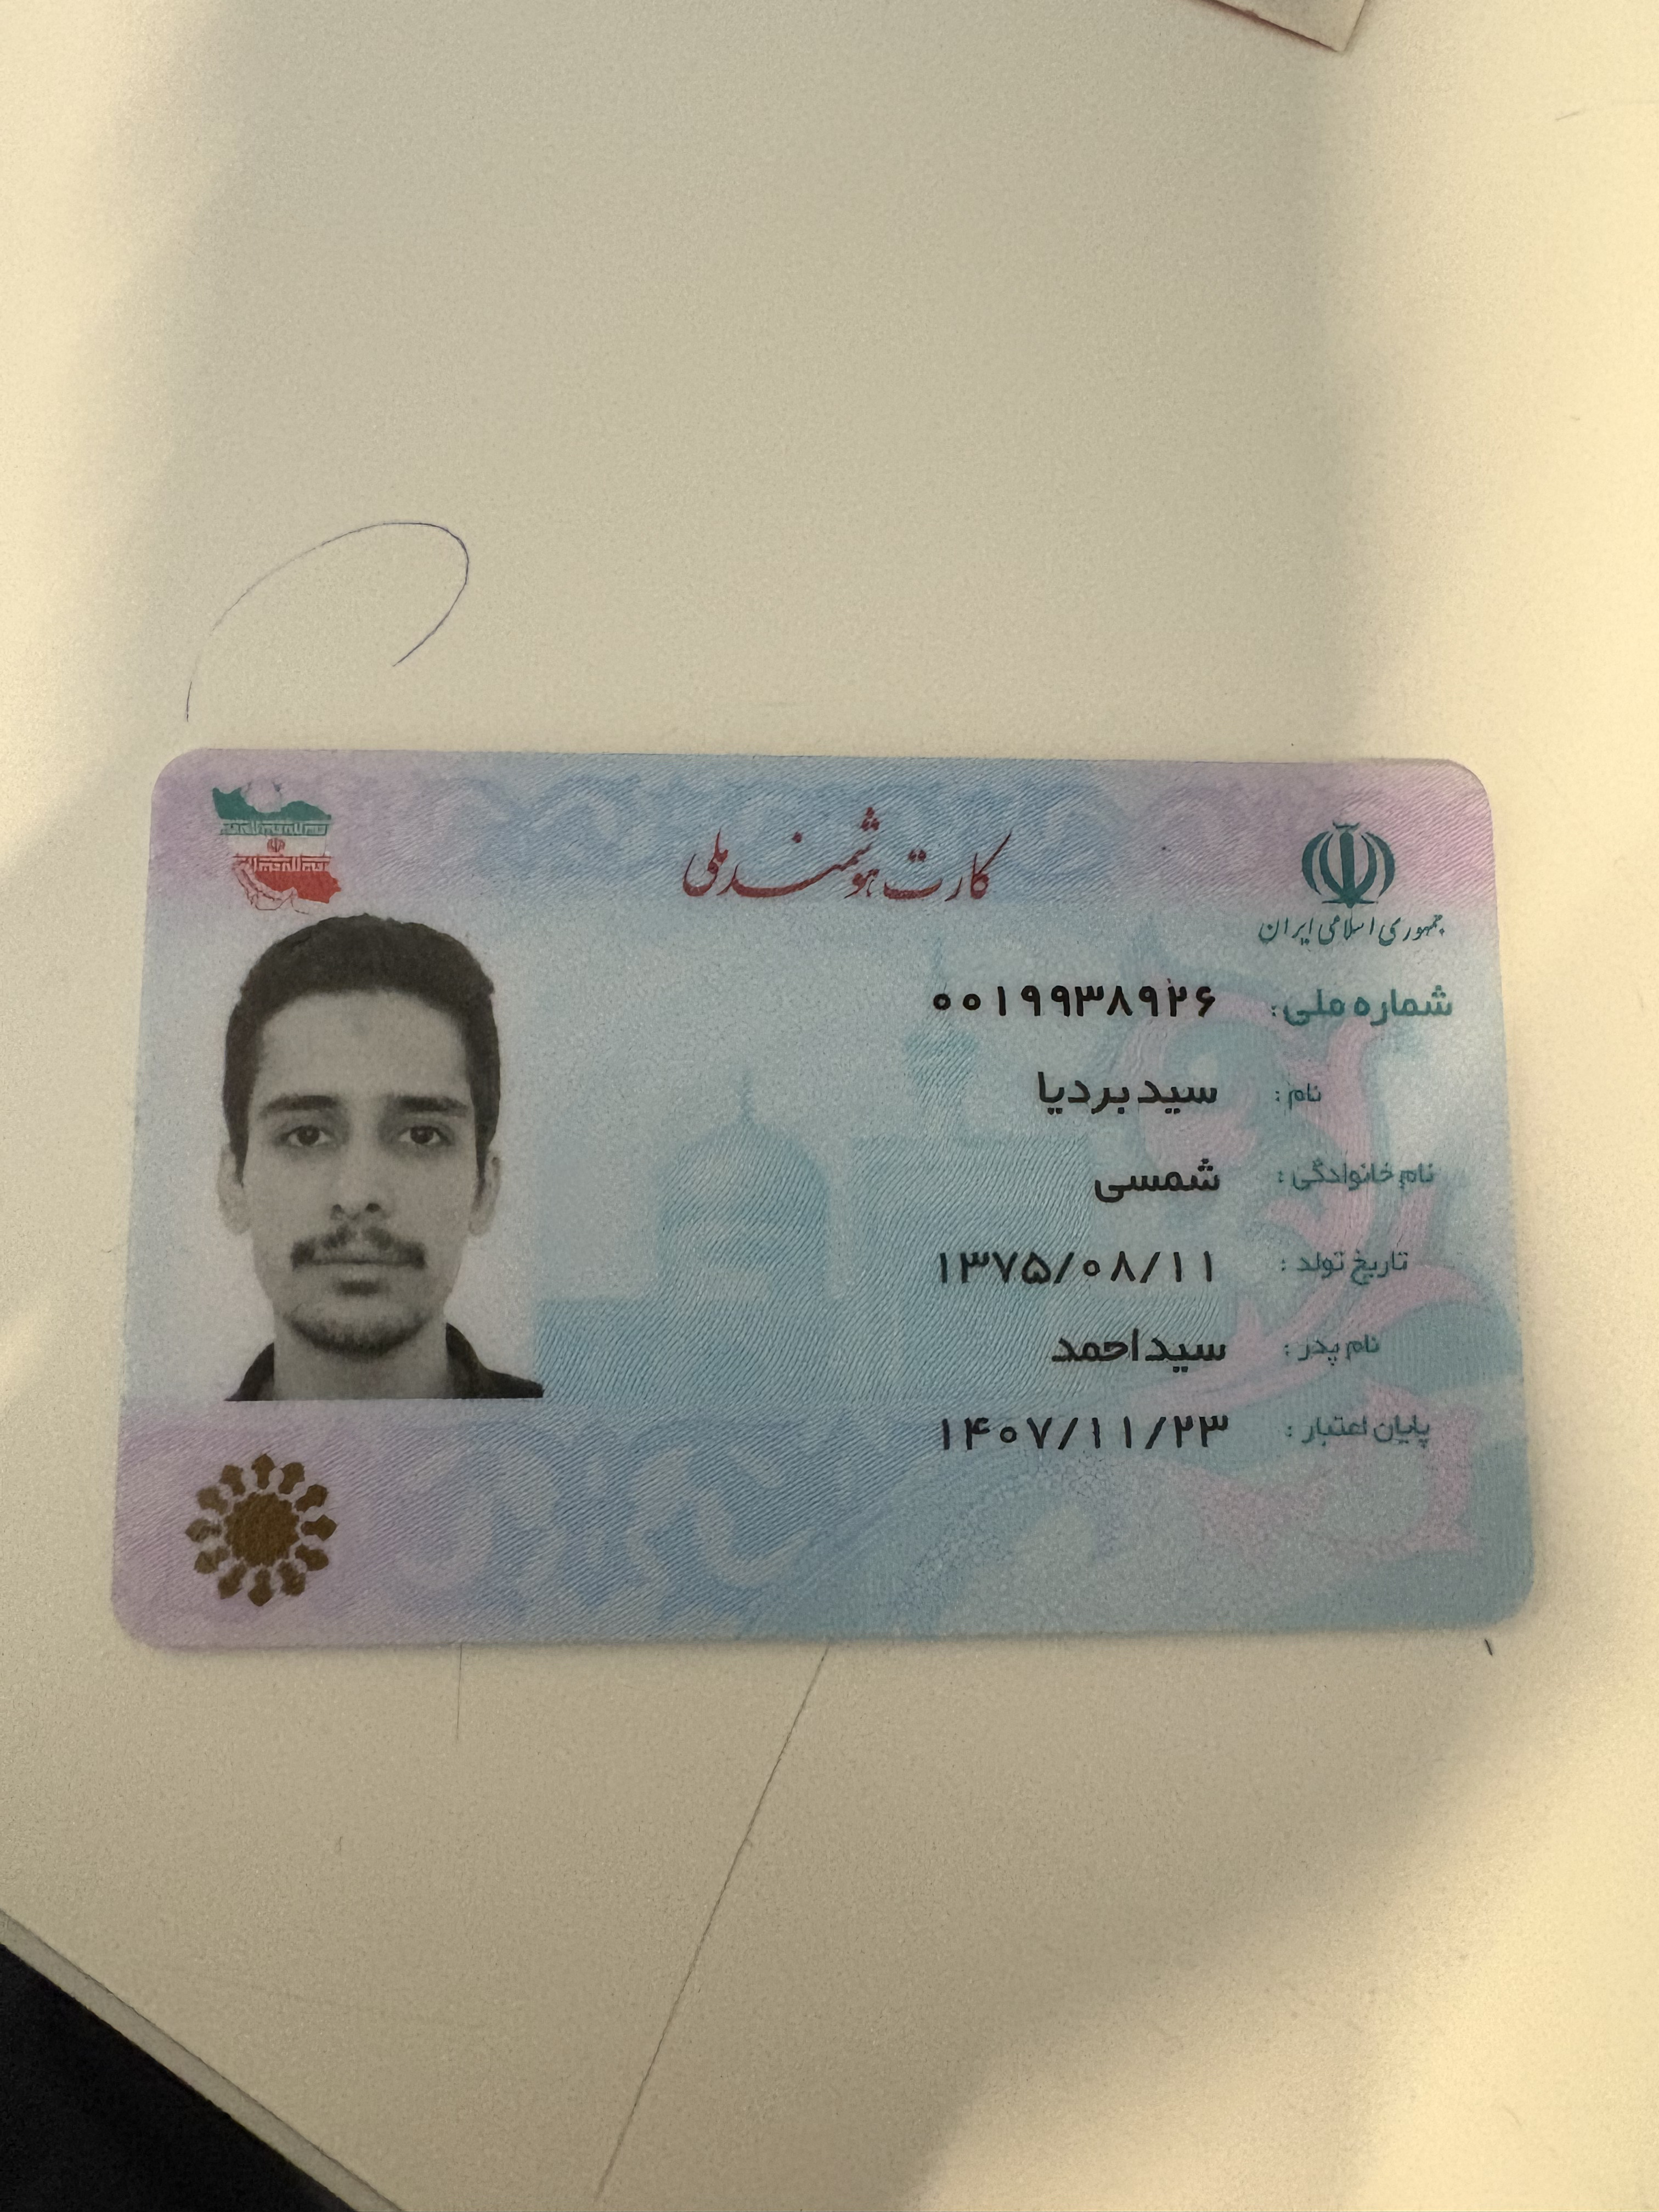 کارت هوشمند ملی
جمهوری اسلامی ایران
شماره ملی: ۰۰۱۹۹۳۸۹۲۶
نام: سید بردیا
نام خانوادگی: شمسی
تاریخ تولد: ۱۳۷۵/۰۸/۱۱
نام پدر: سید احمد
پایان اعتبار: ۱۴۰۷/۱۱/۲۳